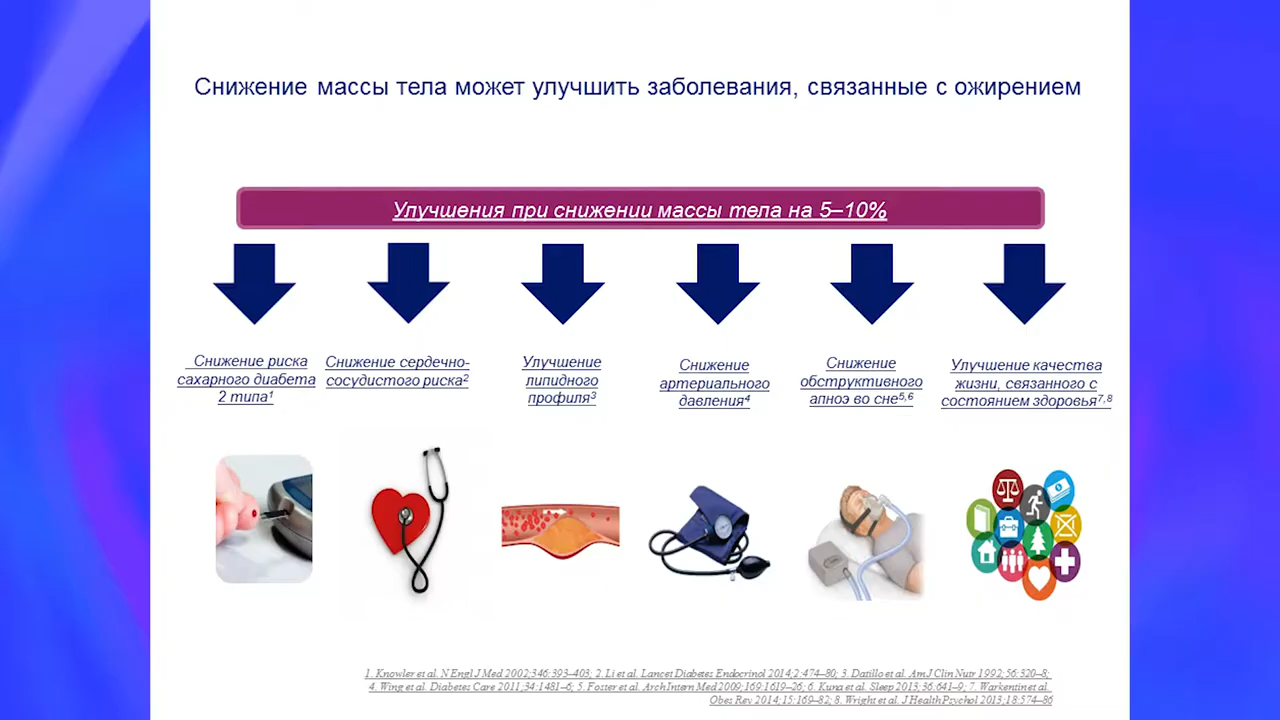 Снижение массы тела может улучшить заболевания, связанные с ожирением
Улучшения при снижении массы тела на 5–10%
Снижение риска
сахарного диабета
2 типа¹
Снижение сердечно-
сосудистого риска²
Улучшение
липидного
профиля³
Снижение
артериального
давления⁴
Снижение
обструктивного
апноэ во сне⁵,⁶
Улучшение качества
жизни, связанного с
состоянием здоровья⁷,⁸
1. Knowler et al. N Engl J Med 2002;346:393–403; 2. Li et al. Lancet Diabetes Endocrinol 2014;2:474–80; 3. Datillo et al. Am J Clin Nutr 1992;56:320–8;
4. Wing et al. Diabetes Care 2011;34:1481–6; 5. Foster et al. Arch Intern Med 2009;169:1619–26; 6. Kuna et al. Sleep 2013;36:641–9; 7. Warkentin et al.
Obes Rev 2014;15:169–82; 8. Wright et al. J Health Psychol 2013;18:574–86